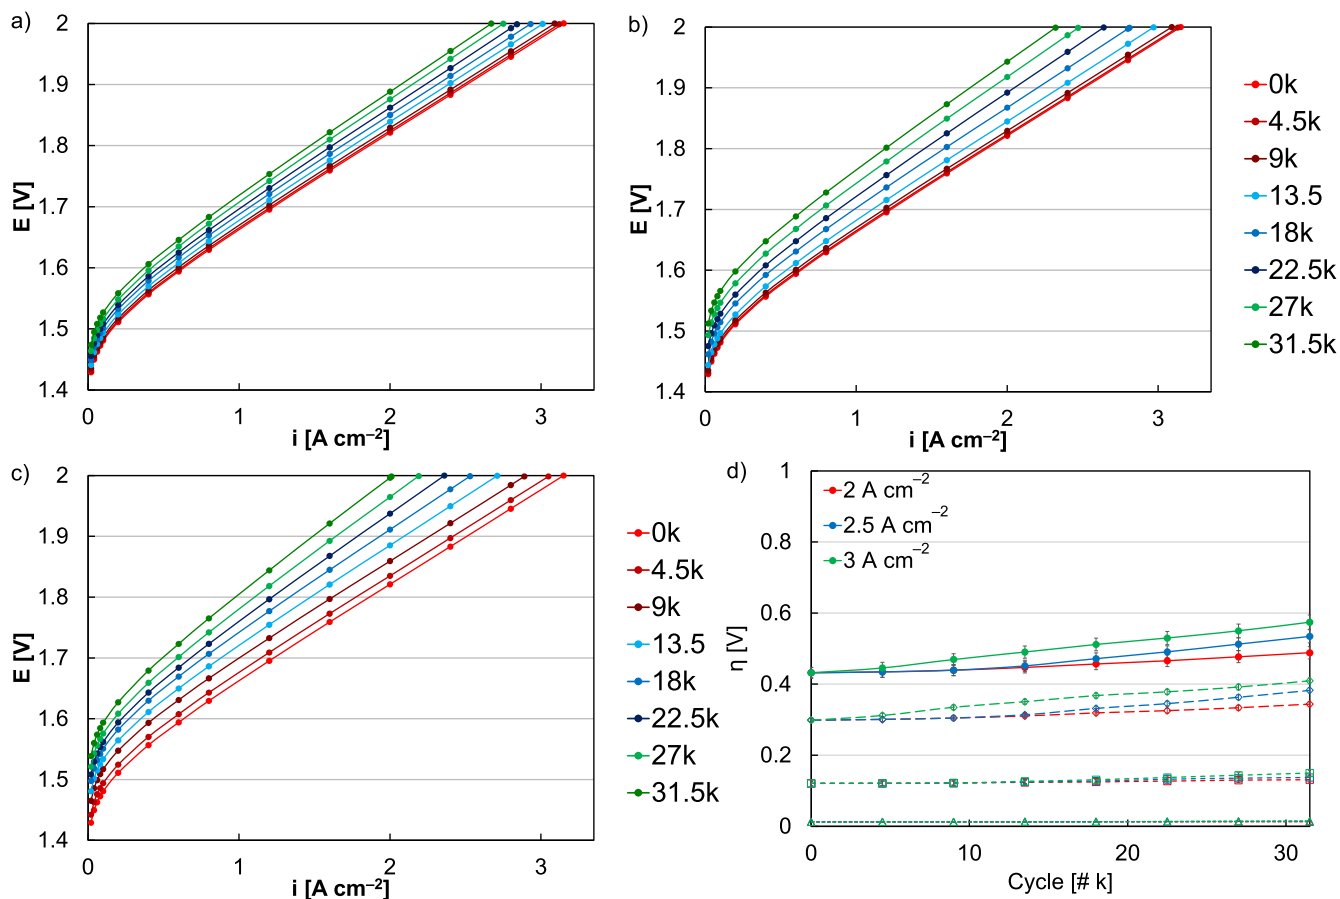 a)
2
1.9
1.8
1.7
1.6
1.5
1.4
E [V]
0 1 2 3
i [A cm⁻²]
b)
2
1.9
1.8
1.7
1.6
1.5
1.4
E [V]
0 1 2 3
i [A cm⁻²]
0k
4.5k
9k
13.5
18k
22.5k
27k
31.5k
c)
2
1.9
1.8
1.7
1.6
1.5
1.4
E [V]
0 1 2 3
i [A cm⁻²]
0k
4.5k
9k
13.5
18k
22.5k
27k
31.5k
d)
1
0.8
0.6
0.4
0.2
0
η [V]
2 A cm⁻²
2.5 A cm⁻²
3 A cm⁻²
0 10 20 30
Cycle [# k]